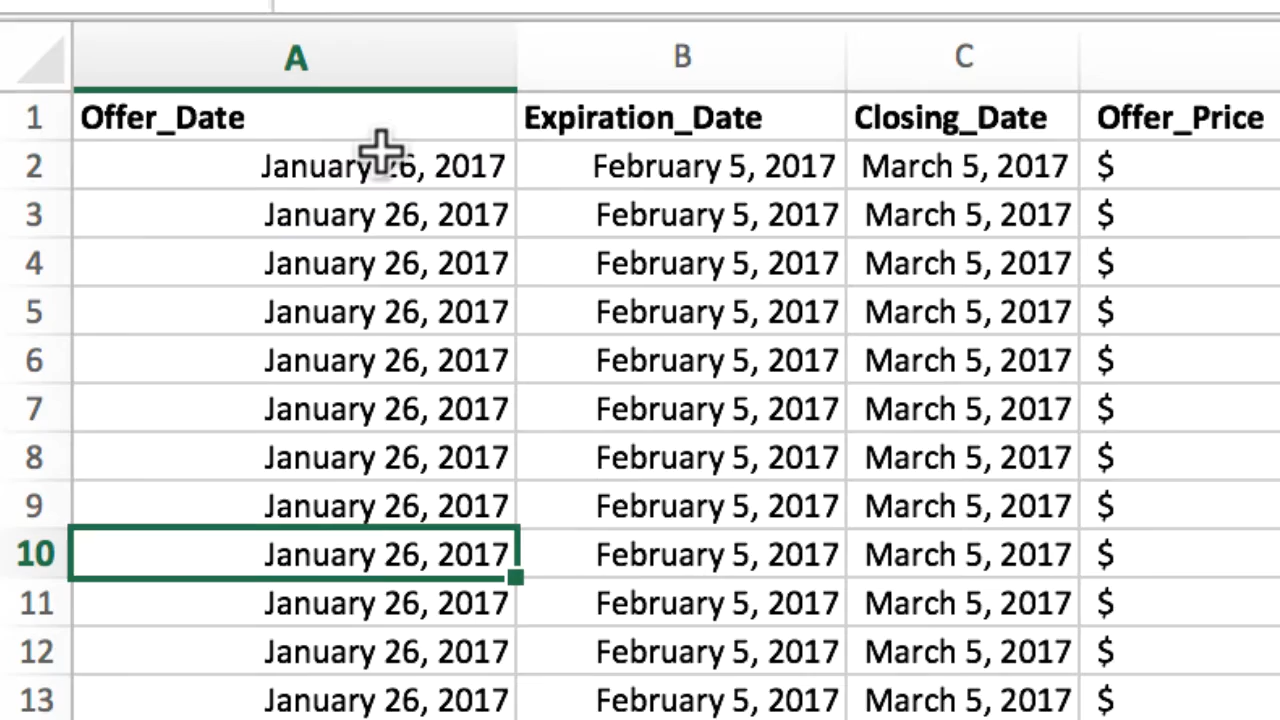 A B C
1 Offer_Date Expiration_Date Closing_Date Offer_Price
2 January 26, 2017 February 5, 2017 March 5, 2017 $
3 January 26, 2017 February 5, 2017 March 5, 2017 $
4 January 26, 2017 February 5, 2017 March 5, 2017 $
5 January 26, 2017 February 5, 2017 March 5, 2017 $
6 January 26, 2017 February 5, 2017 March 5, 2017 $
7 January 26, 2017 February 5, 2017 March 5, 2017 $
8 January 26, 2017 February 5, 2017 March 5, 2017 $
9 January 26, 2017 February 5, 2017 March 5, 2017 $
10 January 26, 2017 February 5, 2017 March 5, 2017 $
11 January 26, 2017 February 5, 2017 March 5, 2017 $
12 January 26, 2017 February 5, 2017 March 5, 2017 $
13 January 26, 2017 February 5, 2017 March 5, 2017 $